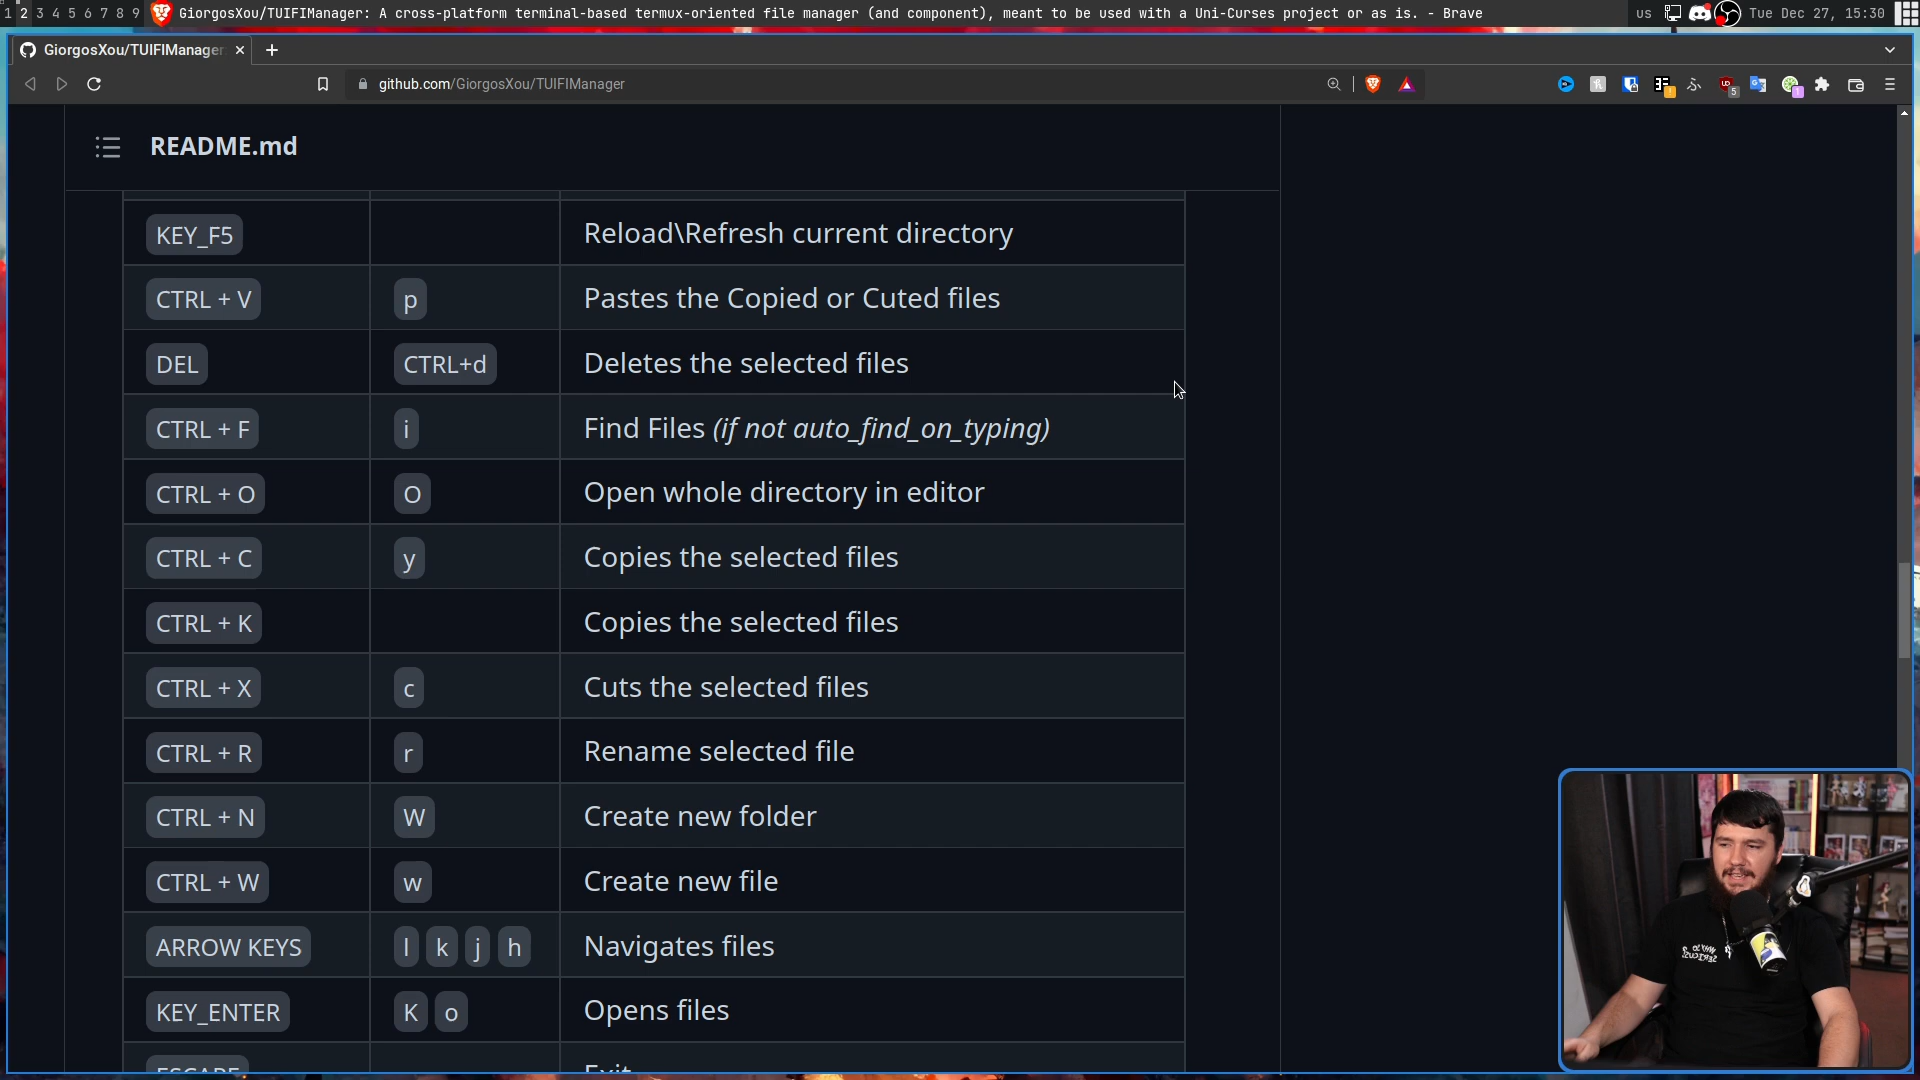 1 2 3 4 5 6 7 8 9 GiorgosXou/TUIFIManager: A cross-platform terminal-based termux-oriented file manager (and component), meant to be used with a Uni-Curses project or as is. - Brave us Tue Dec 27, 15:30
GiorgosXou/TUIFIManager
github.com/GiorgosXou/TUIFIManager
README.md
KEY_F5 Reload\Refresh current directory
CTRL + V p Pastes the Copied or Cuted files
DEL CTRL+d Deletes the selected files
CTRL + F i Find Files (if not auto_find_on_typing)
CTRL + O O Open whole directory in editor
CTRL + C y Copies the selected files
CTRL + K Copies the selected files
CTRL + X c Cuts the selected files
CTRL + R r Rename selected file
CTRL + N W Create new folder
CTRL + W w Create new file
ARROW KEYS l k j h Navigates files
KEY_ENTER K o Opens files
ESCAPE Exit